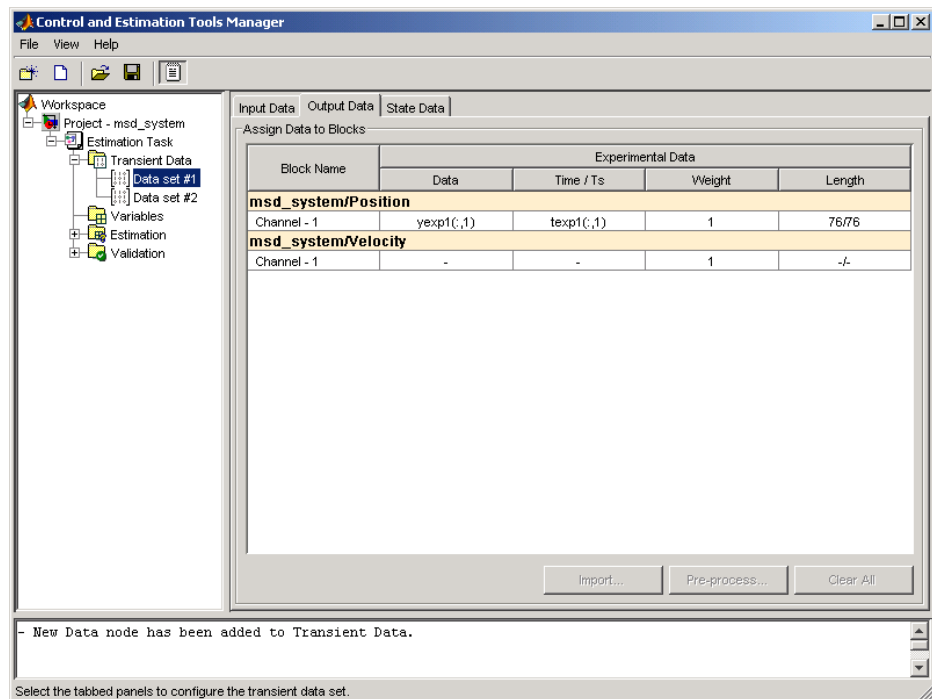 Control and Estimation Tools Manager
File View Help
Workspace
Project - msd_system
Estimation Task
Transient Data
Data set #1
Data set #2
Variables
Estimation
Validation
Input Data Output Data State Data
Assign Data to Blocks
Block Name Experimental Data
Data Time / Ts Weight Length
msd_system/Position
Channel - 1 yexp1(:,1) texp1(:,1) 1 76/76
msd_system/Velocity
Channel - 1 - - 1 -/-
Import... Pre-process... Clear All
- New Data node has been added to Transient Data.
Select the tabbed panels to configure the transient data set.